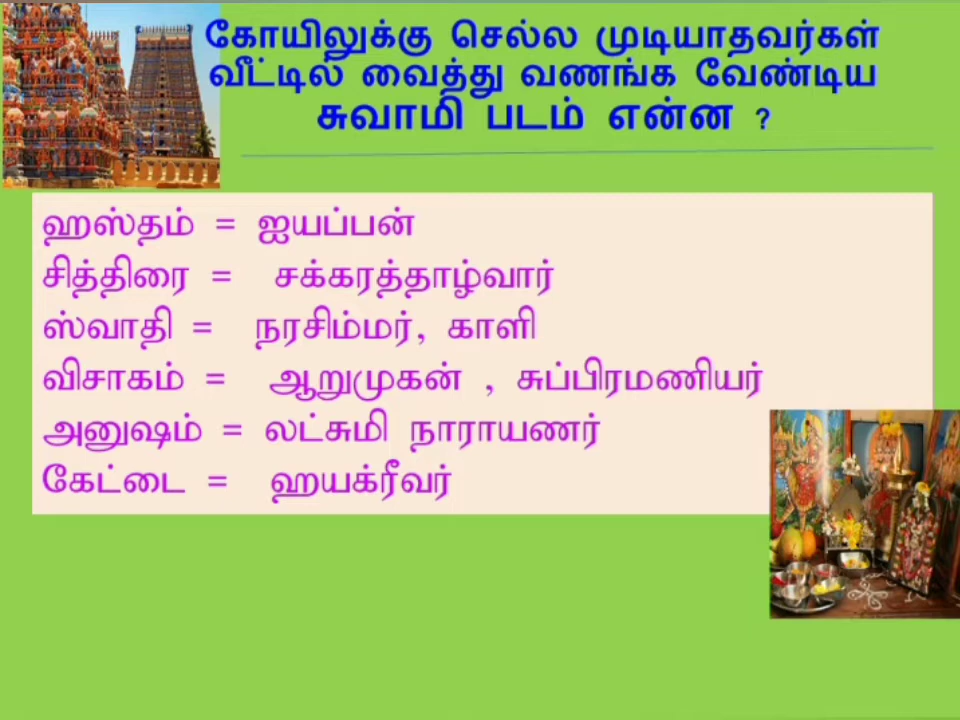 கோயிலுக்கு செல்ல முடியாதவர்கள்
வீட்டில் வைத்து வணங்க வேண்டிய
சுவாமி படம் என்ன ?
ஹஸ்தம் = ஐயப்பன்
சித்திரை = சக்கரத்தாழ்வார்
ஸ்வாதி = நரசிம்மர், காளி
விசாகம் = ஆறுமுகன் , சுப்பிரமணியர்
அனுஷம் = லட்சுமி நாராயணர்
கேட்டை = ஹயக்ரீவர்